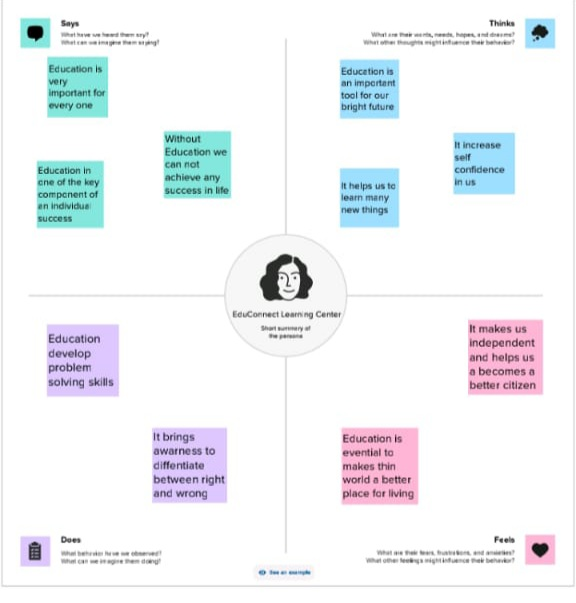 Says
What have we heard them say?
What can we imagine them saying?
Thinks
What are their wants, needs, hopes, and dreams?
What other thoughts might influence their behavior?
Education is
very
important for
every one
Without
Education we
can not
achieve any
success in life
Education in
one of the key
component of
an individual
success
Education is
an important
tool for our
bright future
It increase
self
confidence
in us
It helps us to
learn many
new things
EduConnect Learning Center
Short summary of
the persona
Education
develop
problem
solving skills
It brings
awarness to
diffentiate
between right
and wrong
It makes us
independent
and helps us
a becomes a
better citizen
Education is
evential to
makes thin
world a better
place for living
Does
What behavior have we observed?
What can we imagine them doing?
Feels
What are their fears, frustrations, and anxieties?
What other feelings might influence their behavior?
See an example